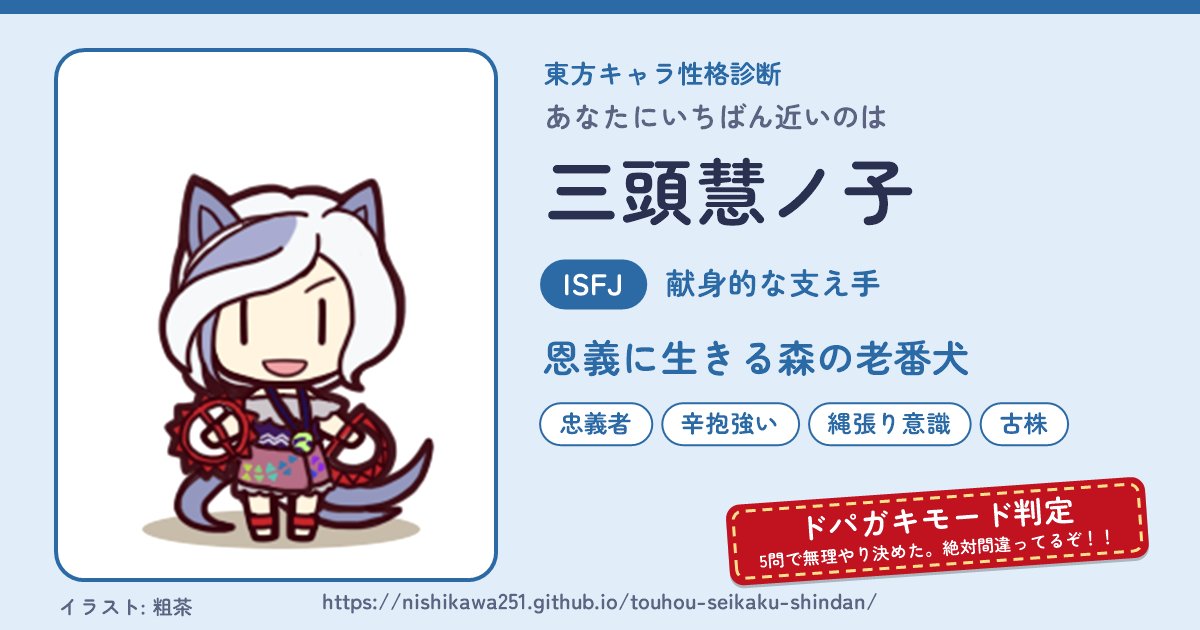 東方キャラ性格診断
あなたにいちばん近いのは
三頭慧ノ子
ISFJ 献身的な支え手
恩義に生きる森の老番犬
忠義者 辛抱強い 縄張り意識 古株
ドパガキモード判定
5問で無理やり決めた。絶対間違ってるぞ！！
イラスト: 粗茶
https://nishikawa251.github.io/touhou-seikaku-shindan/